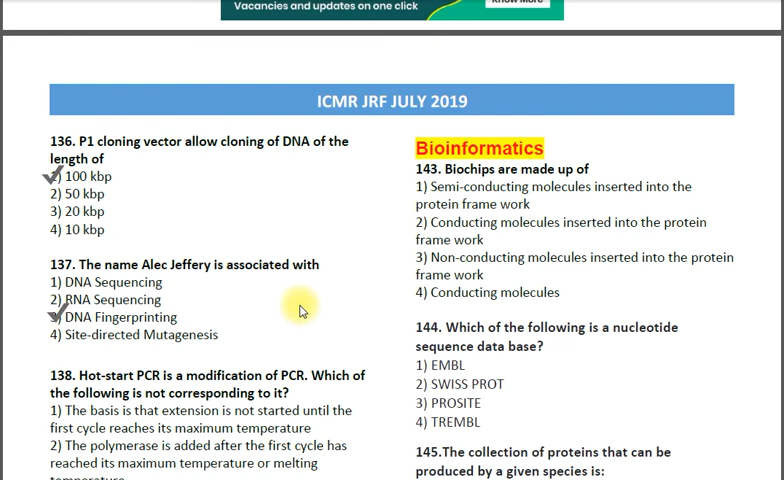 Vacancies and updates on one click
Know More
ICMR JRF JULY 2019
136. P1 cloning vector allow cloning of DNA of the
length of
1) 100 kbp
2) 50 kbp
3) 20 kbp
4) 10 kbp
137. The name Alec Jeffery is associated with
1) DNA Sequencing
2) RNA Sequencing
3) DNA Fingerprinting
4) Site-directed Mutagenesis
138. Hot-start PCR is a modification of PCR. Which of
the following is not corresponding to it?
1) The basis is that extension is not started until the
first cycle reaches its maximum temperature
2) The polymerase is added after the first cycle has
reached its maximum temperature or melting
temperature
Bioinformatics
143. Biochips are made up of
1) Semi-conducting molecules inserted into the
protein frame work
2) Conducting molecules inserted into the protein
frame work
3) Non-conducting molecules inserted into the protein
frame work
4) Conducting molecules
144. Which of the following is a nucleotide
sequence data base?
1) EMBL
2) SWISS PROT
3) PROSITE
4) TREMBL
145.The collection of proteins that can be
produced by a given species is: